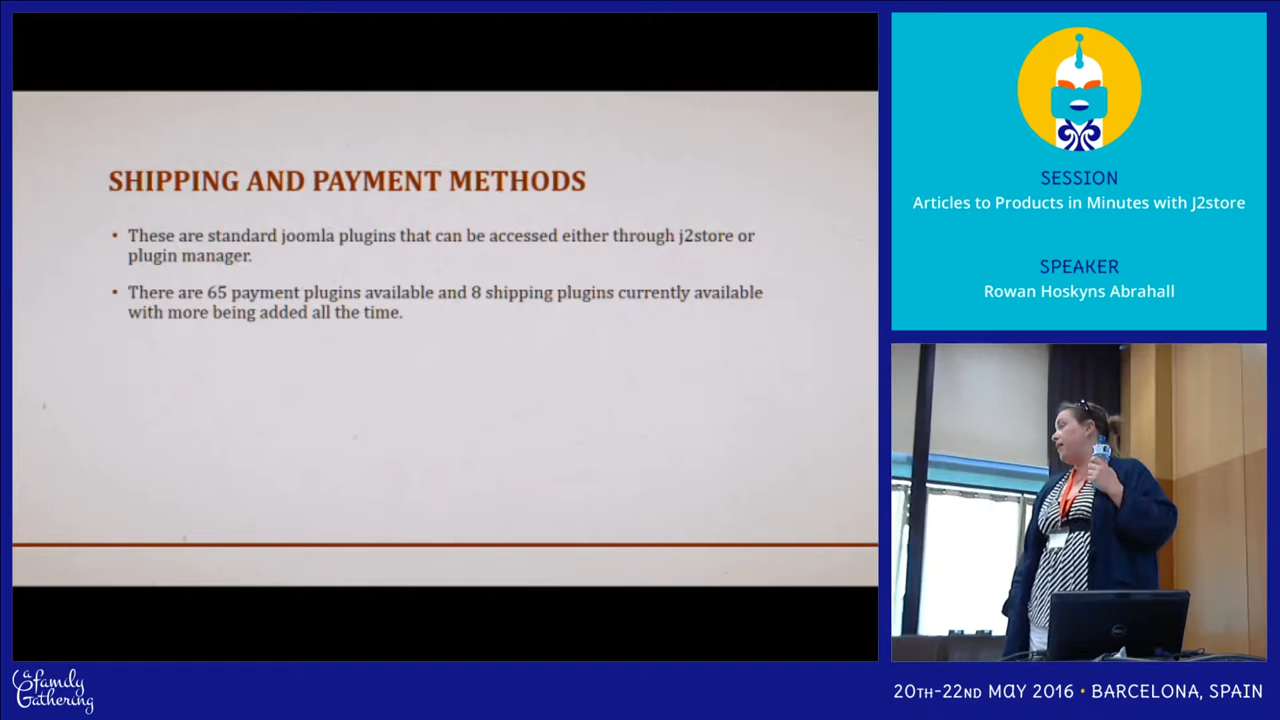 SHIPPING AND PAYMENT METHODS
• These are standard joomla plugins that can be accessed either through j2store or
plugin manager.
• There are 65 payment plugins available and 8 shipping plugins currently available
with more being added all the time.
SESSION
Articles to Products in Minutes with J2store
SPEAKER
Rowan Hoskyns Abrahall
DELL
a family
Gathering
20TH-22ND MAY 2016 • BARCELONA, SPAIN